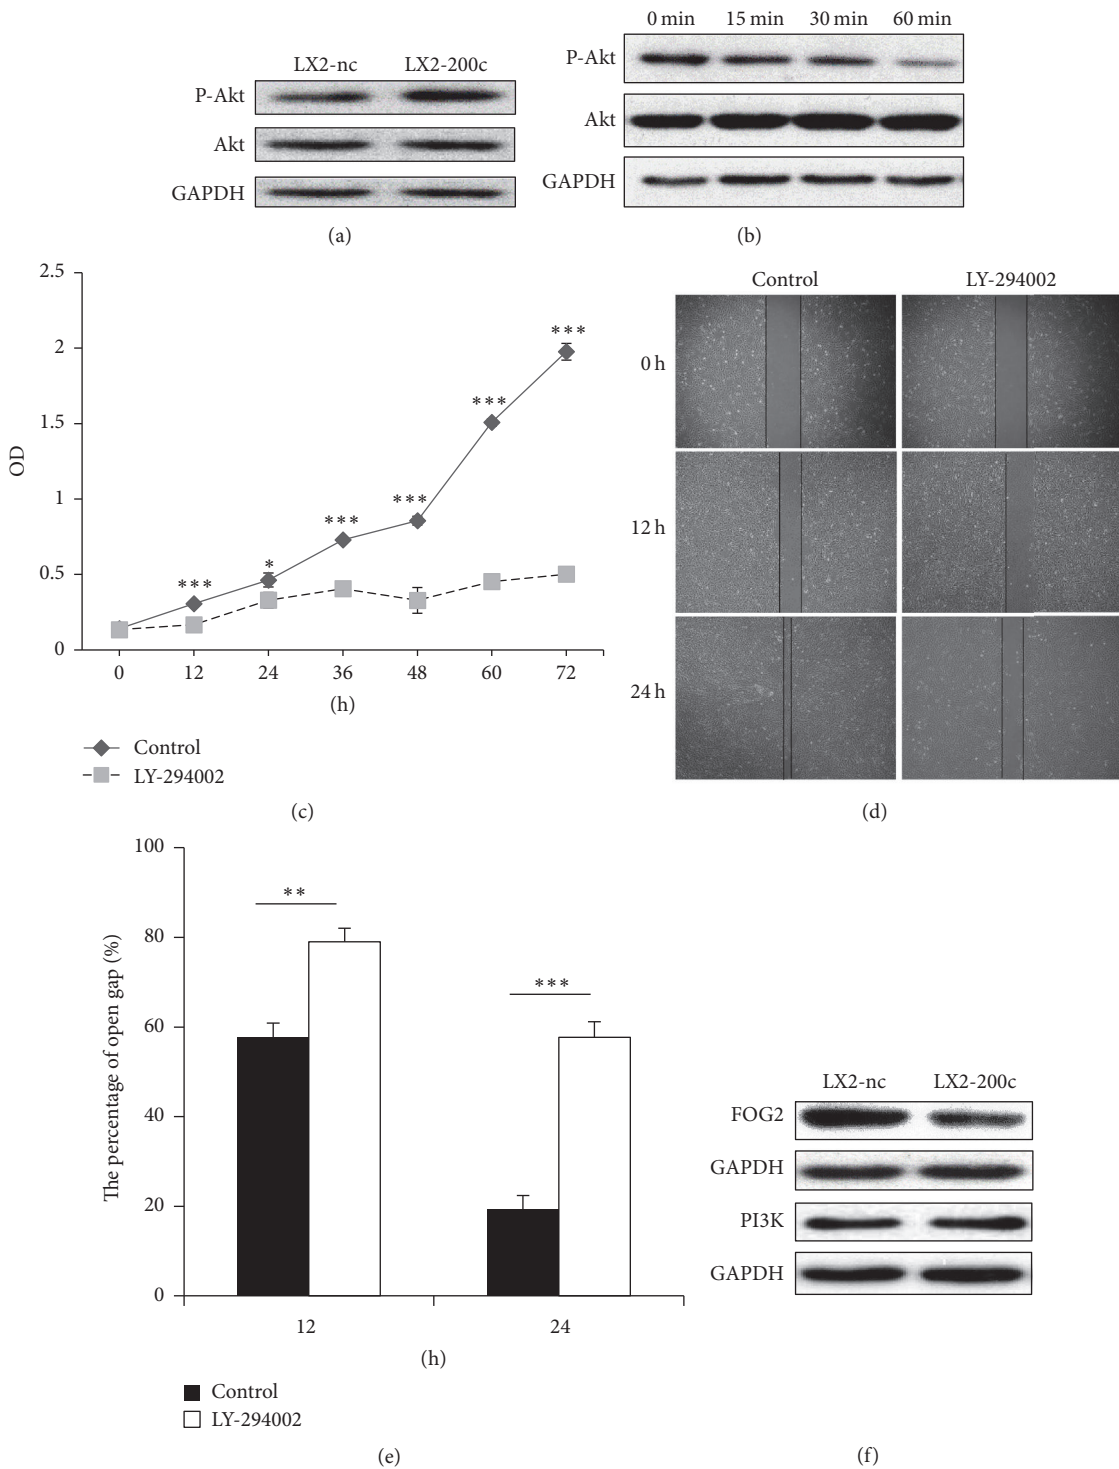 LX2-nc LX2-200c
P-Akt
Akt
GAPDH
(a)
0 min 15 min 30 min 60 min
P-Akt
Akt
GAPDH
(b)
2.5
2
1.5
1
0.5
0
OD
***
*
***
***
***
***
0 12 24 36 48 60 72
(h)
Control
LY-294002
(c)
Control LY-294002
0 h
12 h
24 h
(d)
100
80
60
40
20
0
The percentage of open gap (%)
**
***
12 24
(h)
Control
LY-294002
(e)
LX2-nc LX2-200c
FOG2
GAPDH
PI3K
GAPDH
(f)